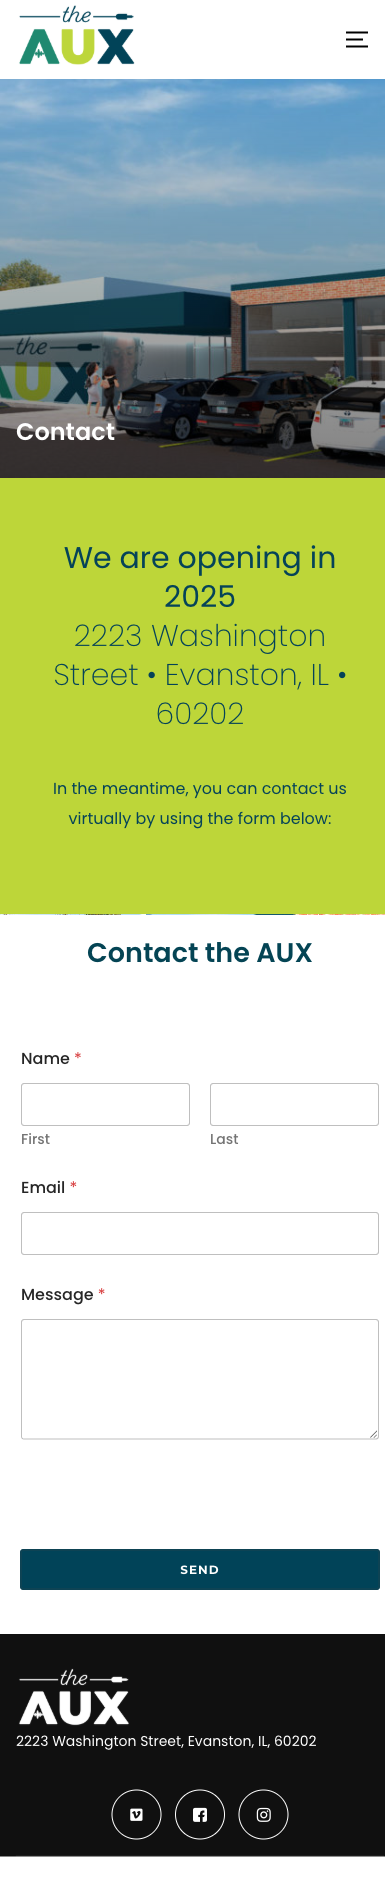 the
AUX
the
AUX
Contact
We are opening in
2025
2223 Washington
Street • Evanston, IL •
60202
In the meantime, you can contact us
virtually by using the form below:
Contact the AUX
Name *
First Last
Email *
Message *
SEND
the
AUX
2223 Washington Street, Evanston, IL, 60202